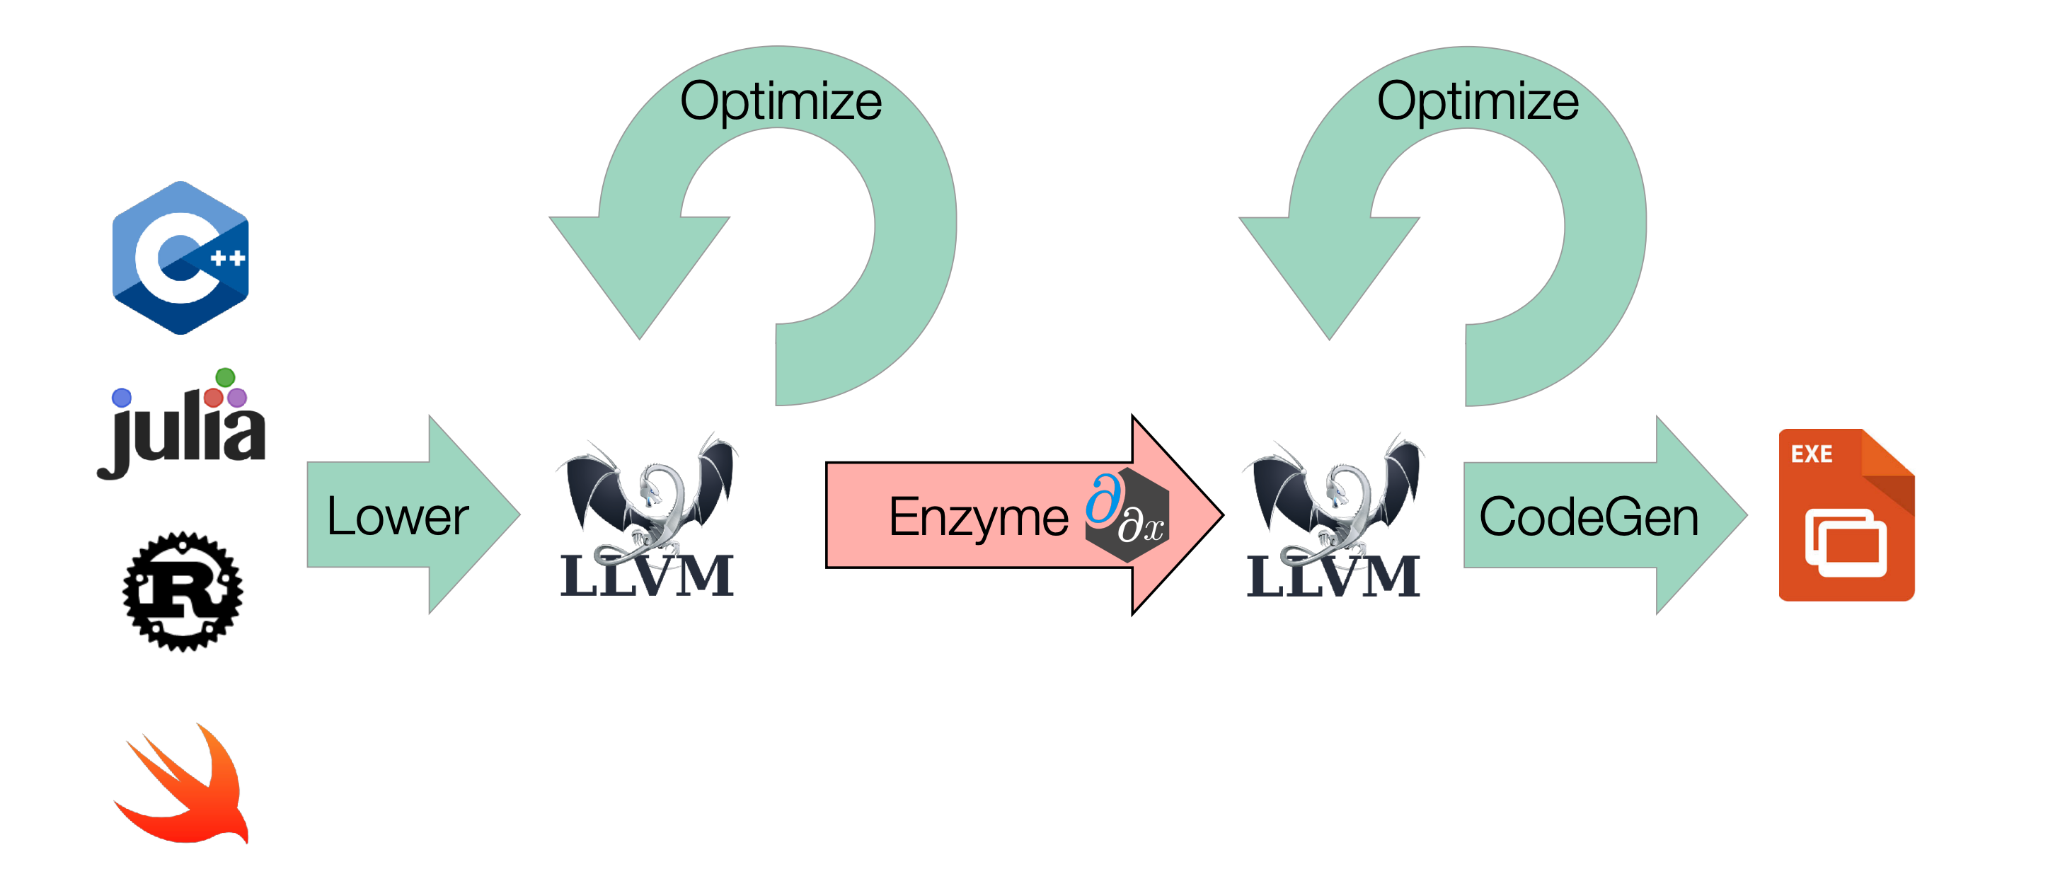 Optimize
Optimize
C++
julia
R
Lower
LLVM
Enzyme ∂ ∂x
LLVM
CodeGen
EXE